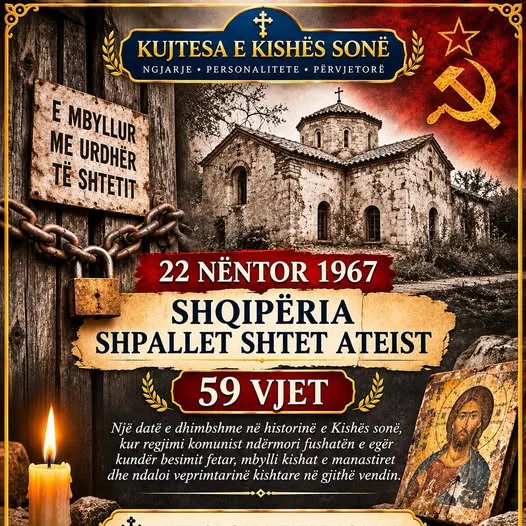 KUJTESA E KISHËS SONË
NGJARJE • PERSONALITETE • PËRVJETORË
E MBYLLUR
ME URDHËR
TË SHTETIT
22 NËNTOR 1967
SHQIPËRIA
SHPALLET SHTET ATEIST
59 VJET
Një datë e dhimbshme në historinë e Kishës sonë,
kur regjimi komunist ndërmori fushatën e egër
kundër besimit fetar, mbylli kishat e manastiret
dhe ndaloi veprimtarinë kishtare në gjithë vendin.